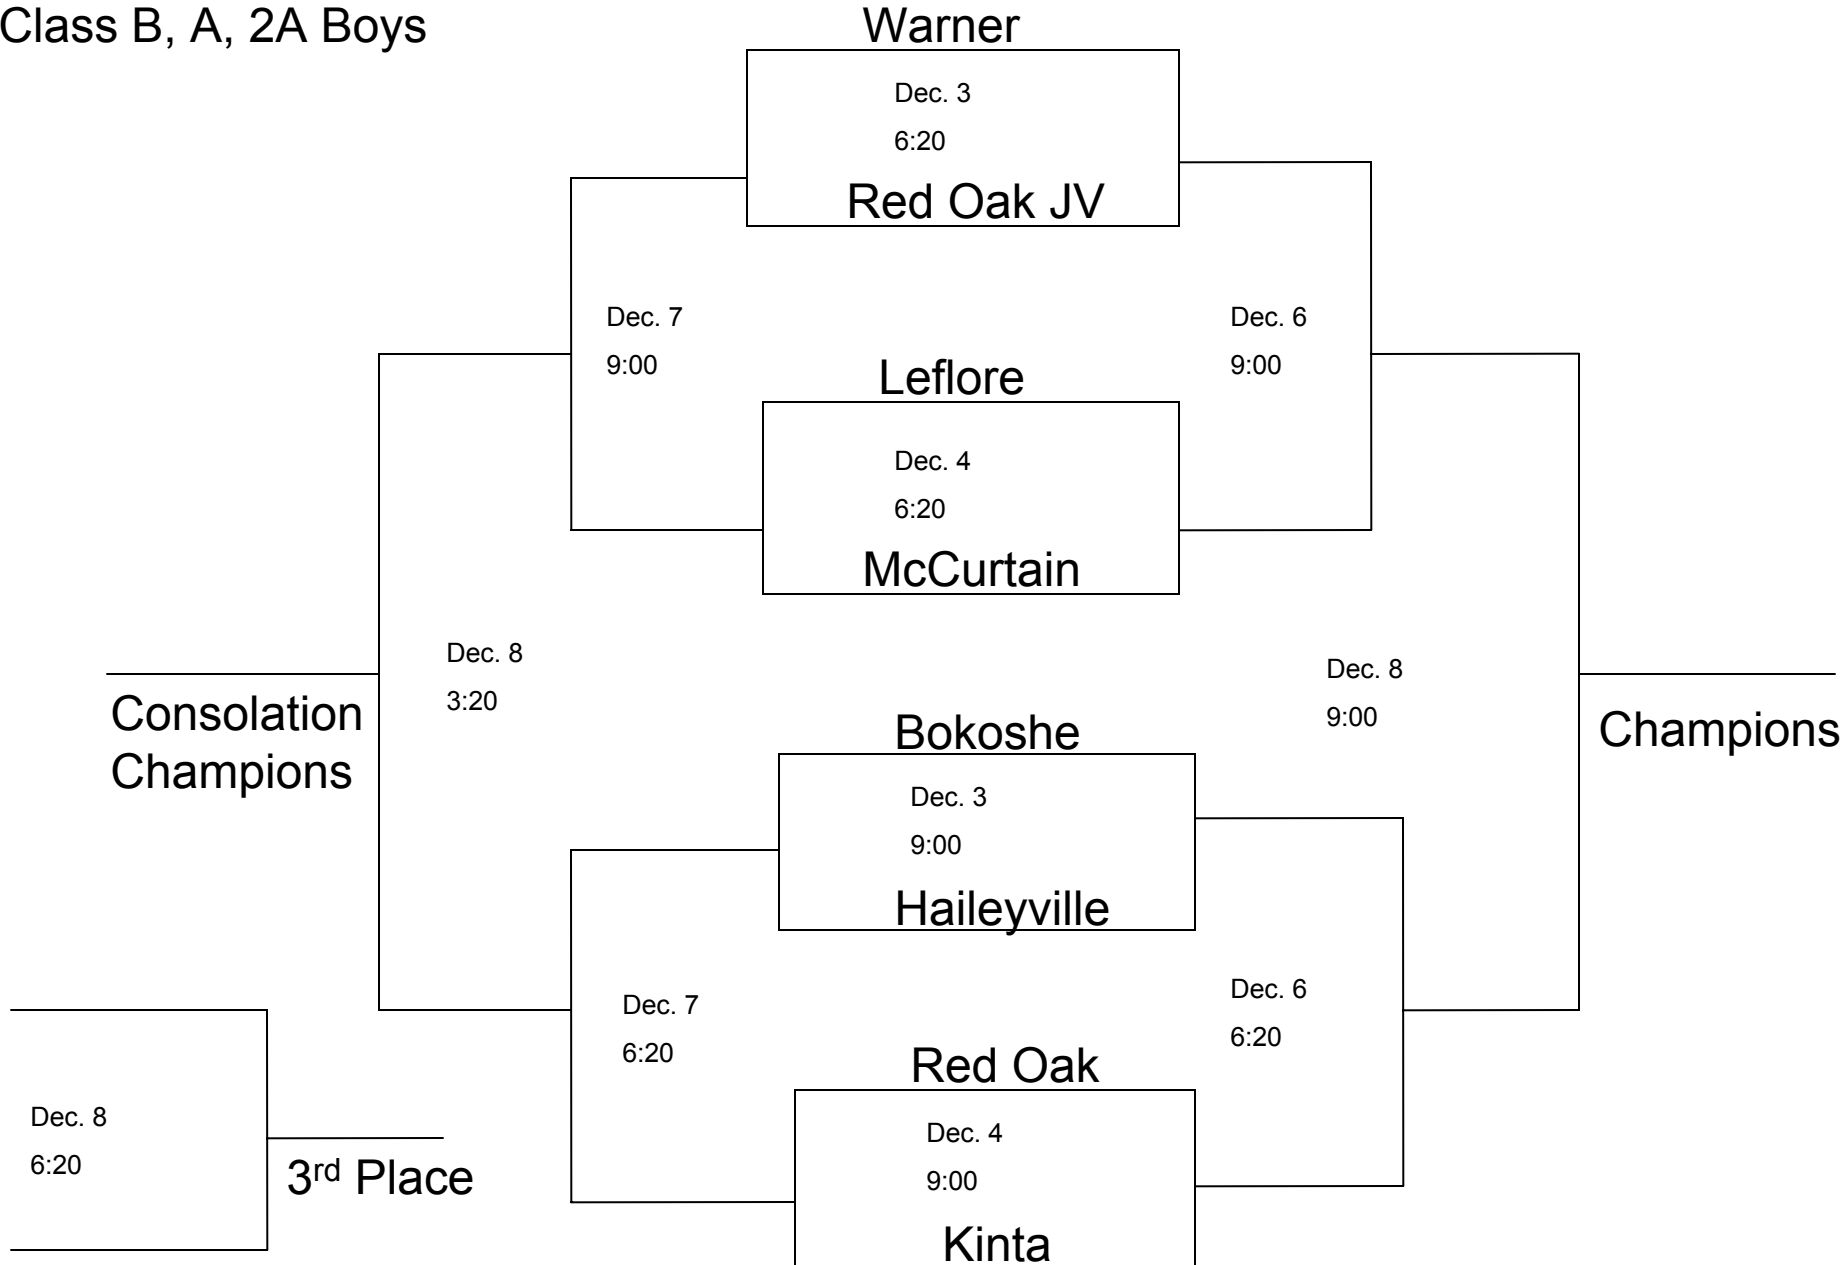 Class B, A, 2A Boys
Warner
Dec. 3
6:20
Red Oak JV
Dec. 7
9:00
Dec. 6
9:00
Leflore
Dec. 4
6:20
McCurtain
Dec. 8
3:20
Dec. 8
9:00
Consolation
Champions
Champions
Bokoshe
Dec. 3
9:00
Haileyville
Dec. 7
6:20
Dec. 6
6:20
Red Oak
Dec. 4
9:00
Kinta
Dec. 8
6:20
3rd Place